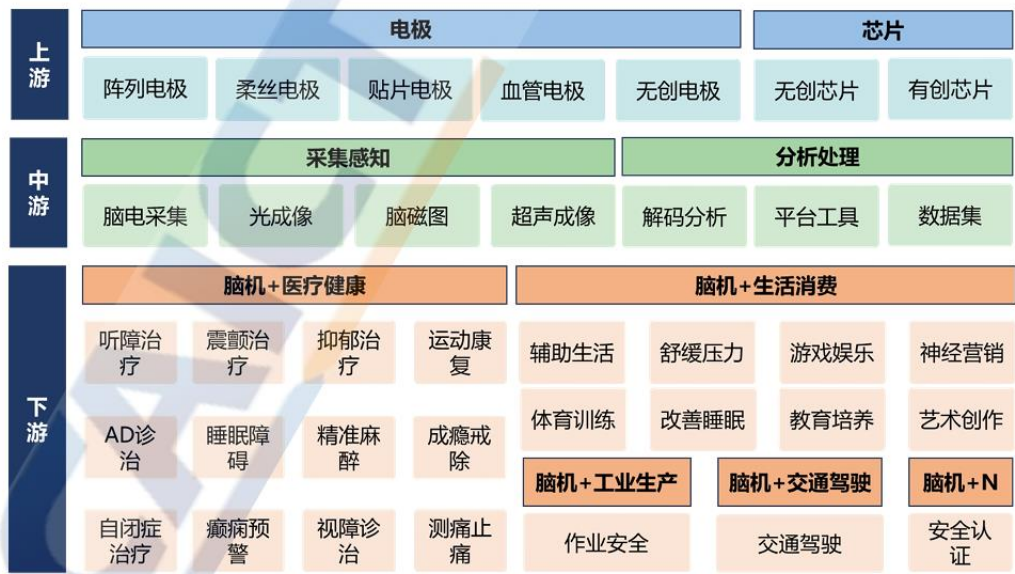 上游
电极
芯片
阵列电极
柔丝电极
贴片电极
血管电极
无创电极
无创芯片
有创芯片
中游
采集感知
分析处理
脑电采集
光成像
脑磁图
超声成像
解码分析
平台工具
数据集
下游
脑机+医疗健康
听障治
疗
震颤治
疗
抑郁治
疗
运动康
复
AD诊
治
睡眠障
碍
精准麻
醉
成瘾戒
除
自闭症
治疗
癫痫预
警
视障诊
治
测痛止
痛
脑机+生活消费
辅助生活
舒缓压力
游戏娱乐
神经营销
体育训练
改善睡眠
教育培养
艺术创作
脑机+工业生产
脑机+交通驾驶
脑机+N
作业安全
交通驾驶
安全认
证
CAICT